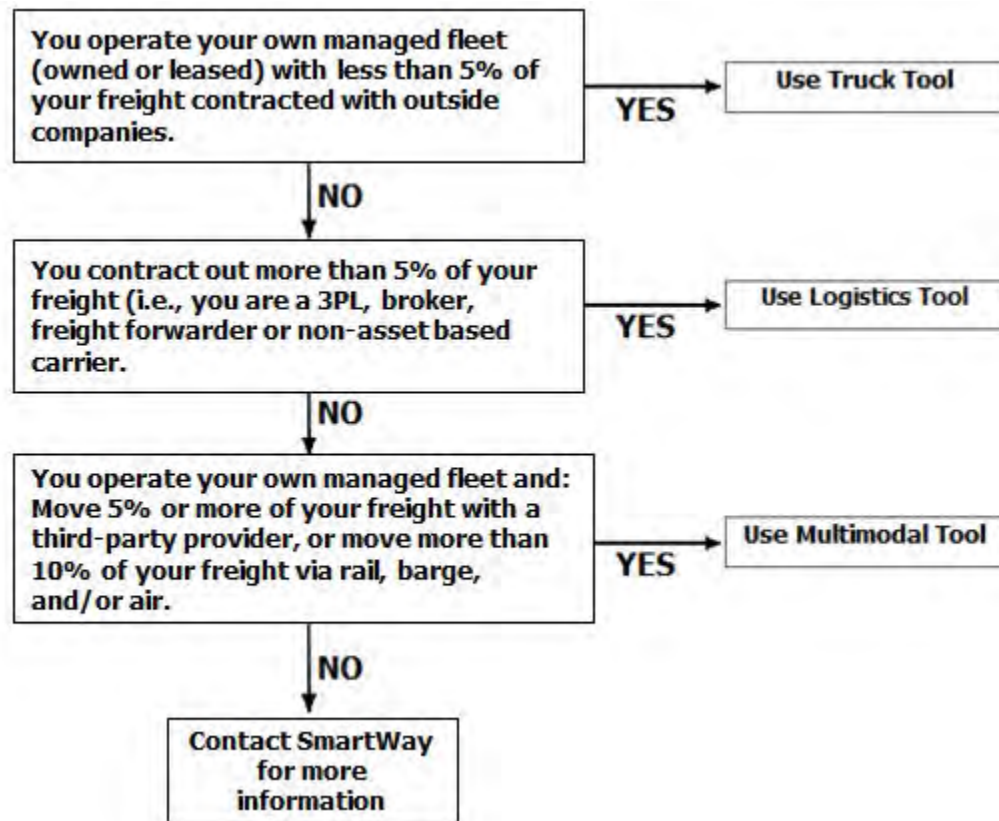 You operate your own managed fleet
(owned or leased) with less than 5% of
your freight contracted with outside
companies.
YES
Use Truck Tool
NO
You contract out more than 5% of your
freight (i.e., you are a 3PL, broker,
freight forwarder or non-asset based
carrier.
YES
Use Logistics Tool
NO
You operate your own managed fleet and:
Move 5% or more of your freight with a
third-party provider, or move more than
10% of your freight via rail, barge,
and/or air.
YES
Use Multimodal Tool
NO
Contact SmartWay
for more
information